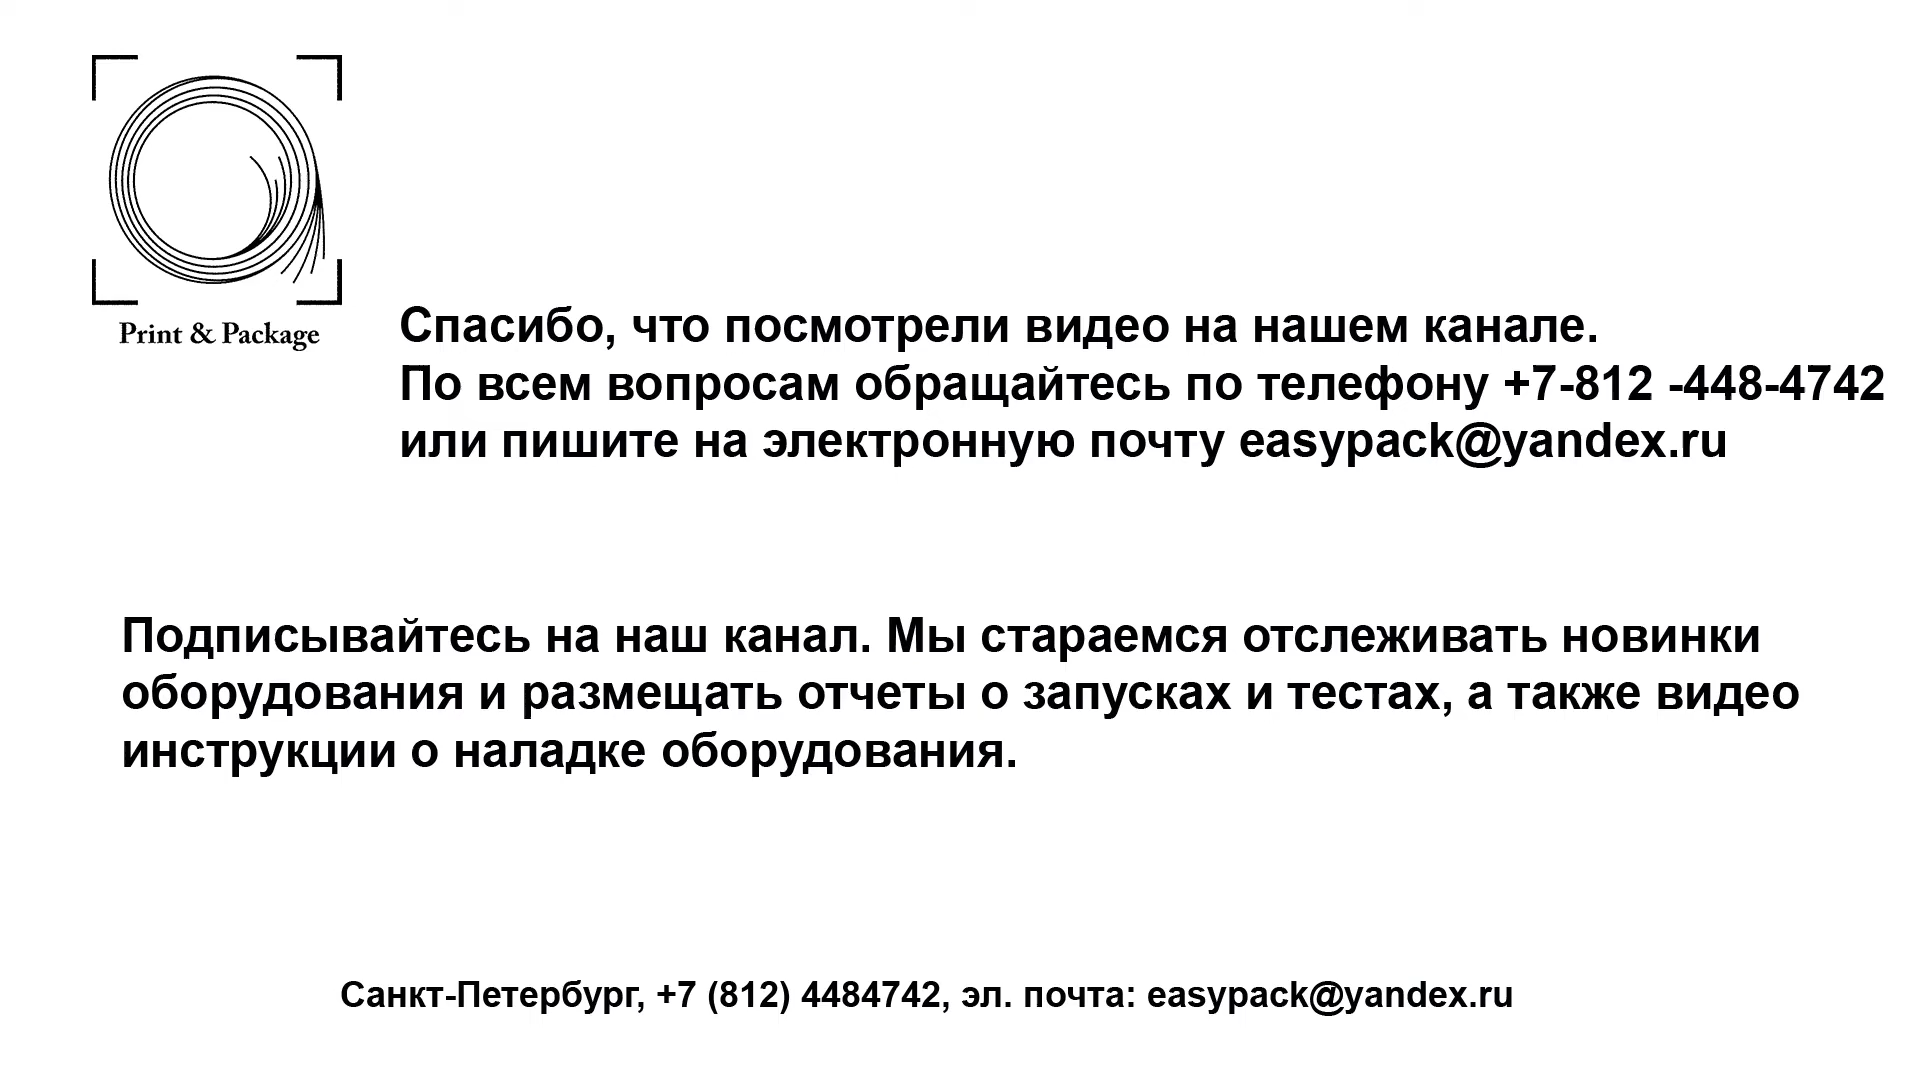 Print & Package
Спасибо, что посмотрели видео на нашем канале.
По всем вопросам обращайтесь по телефону +7-812 -448-4742
или пишите на электронную почту easypack@yandex.ru
Подписывайтесь на наш канал. Мы стараемся отслеживать новинки
оборудования и размещать отчеты о запусках и тестах, а также видео
инструкции о наладке оборудования.
Санкт-Петербург, +7 (812) 4484742, эл. почта: easypack@yandex.ru